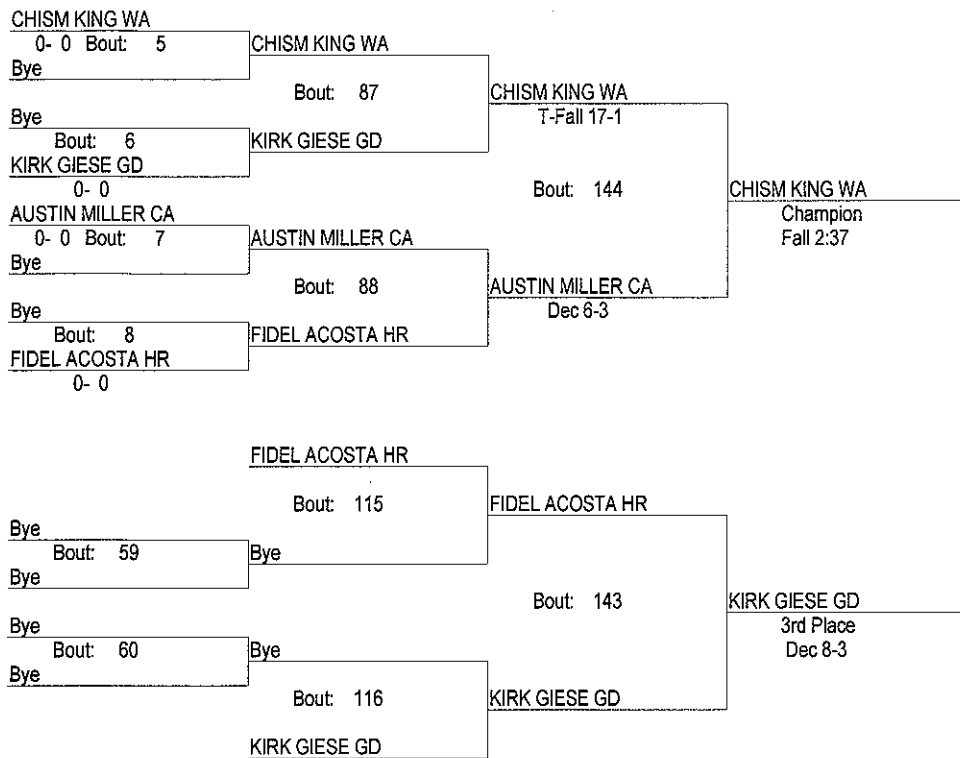 CHISM KING WA
0- 0 Bout: 5
Bye
CHISM KING WA
Bout: 87
Bye
Bout: 6
KIRK GIESE GD
0- 0
KIRK GIESE GD
CHISM KING WA
T-Fall 17-1
Bout: 144
CHISM KING WA
Champion
Fall 2:37
AUSTIN MILLER CA
0- 0 Bout: 7
Bye
AUSTIN MILLER CA
Bout: 88
Bye
Bout: 8
FIDEL ACOSTA HR
0- 0
FIDEL ACOSTA HR
AUSTIN MILLER CA
Dec 6-3
FIDEL ACOSTA HR
Bout: 115
Bye
Bout: 59
Bye
Bye
FIDEL ACOSTA HR
Bout: 143
KIRK GIESE GD
3rd Place
Dec 8-3
Bye
Bout: 60
Bye
Bye
Bout: 116
KIRK GIESE GD
KIRK GIESE GD